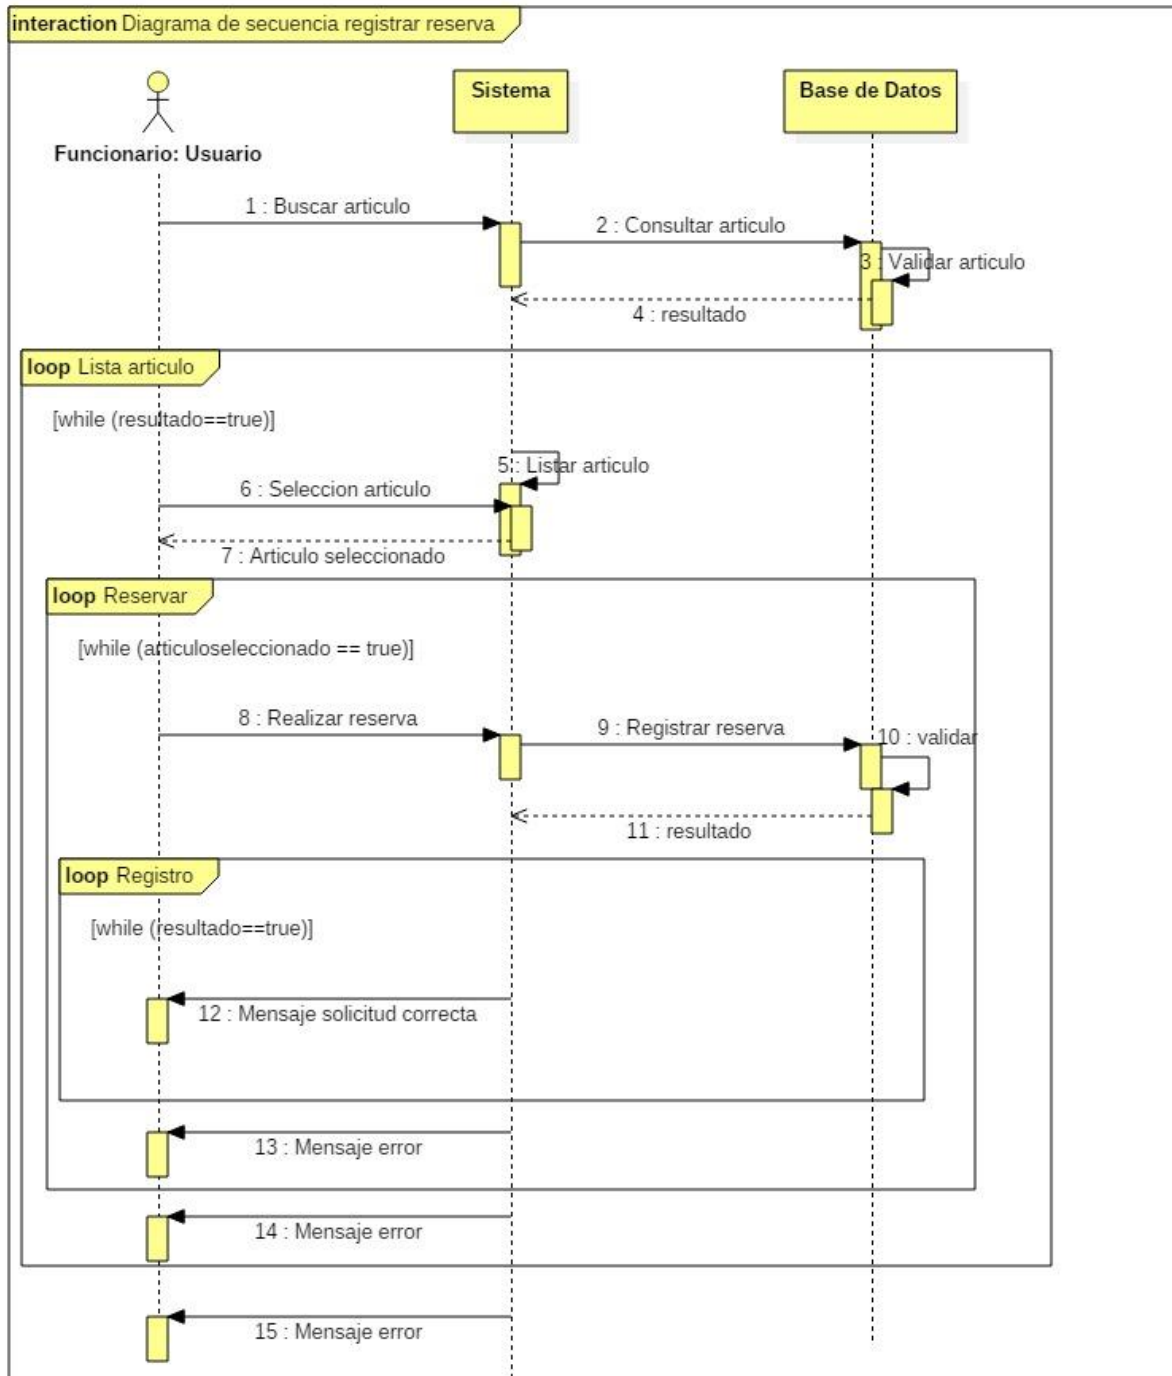 interaction Diagrama de secuencia registrar reserva
Sistema
Base de Datos
Funcionario: Usuario
1 : Buscar articulo
2 : Consultar articulo
3 : Validar articulo
4 : resultado
loop Lista articulo
[while (resultado==true)]
5 : Listar articulo
6 : Seleccion articulo
7 : Articulo seleccionado
loop Reservar
[while (articuloseleccionado == true)]
8 : Realizar reserva
9 : Registrar reserva
10 : validar
11 : resultado
loop Registro
[while (resultado==true)]
12 : Mensaje solicitud correcta
13 : Mensaje error
14 : Mensaje error
15 : Mensaje error